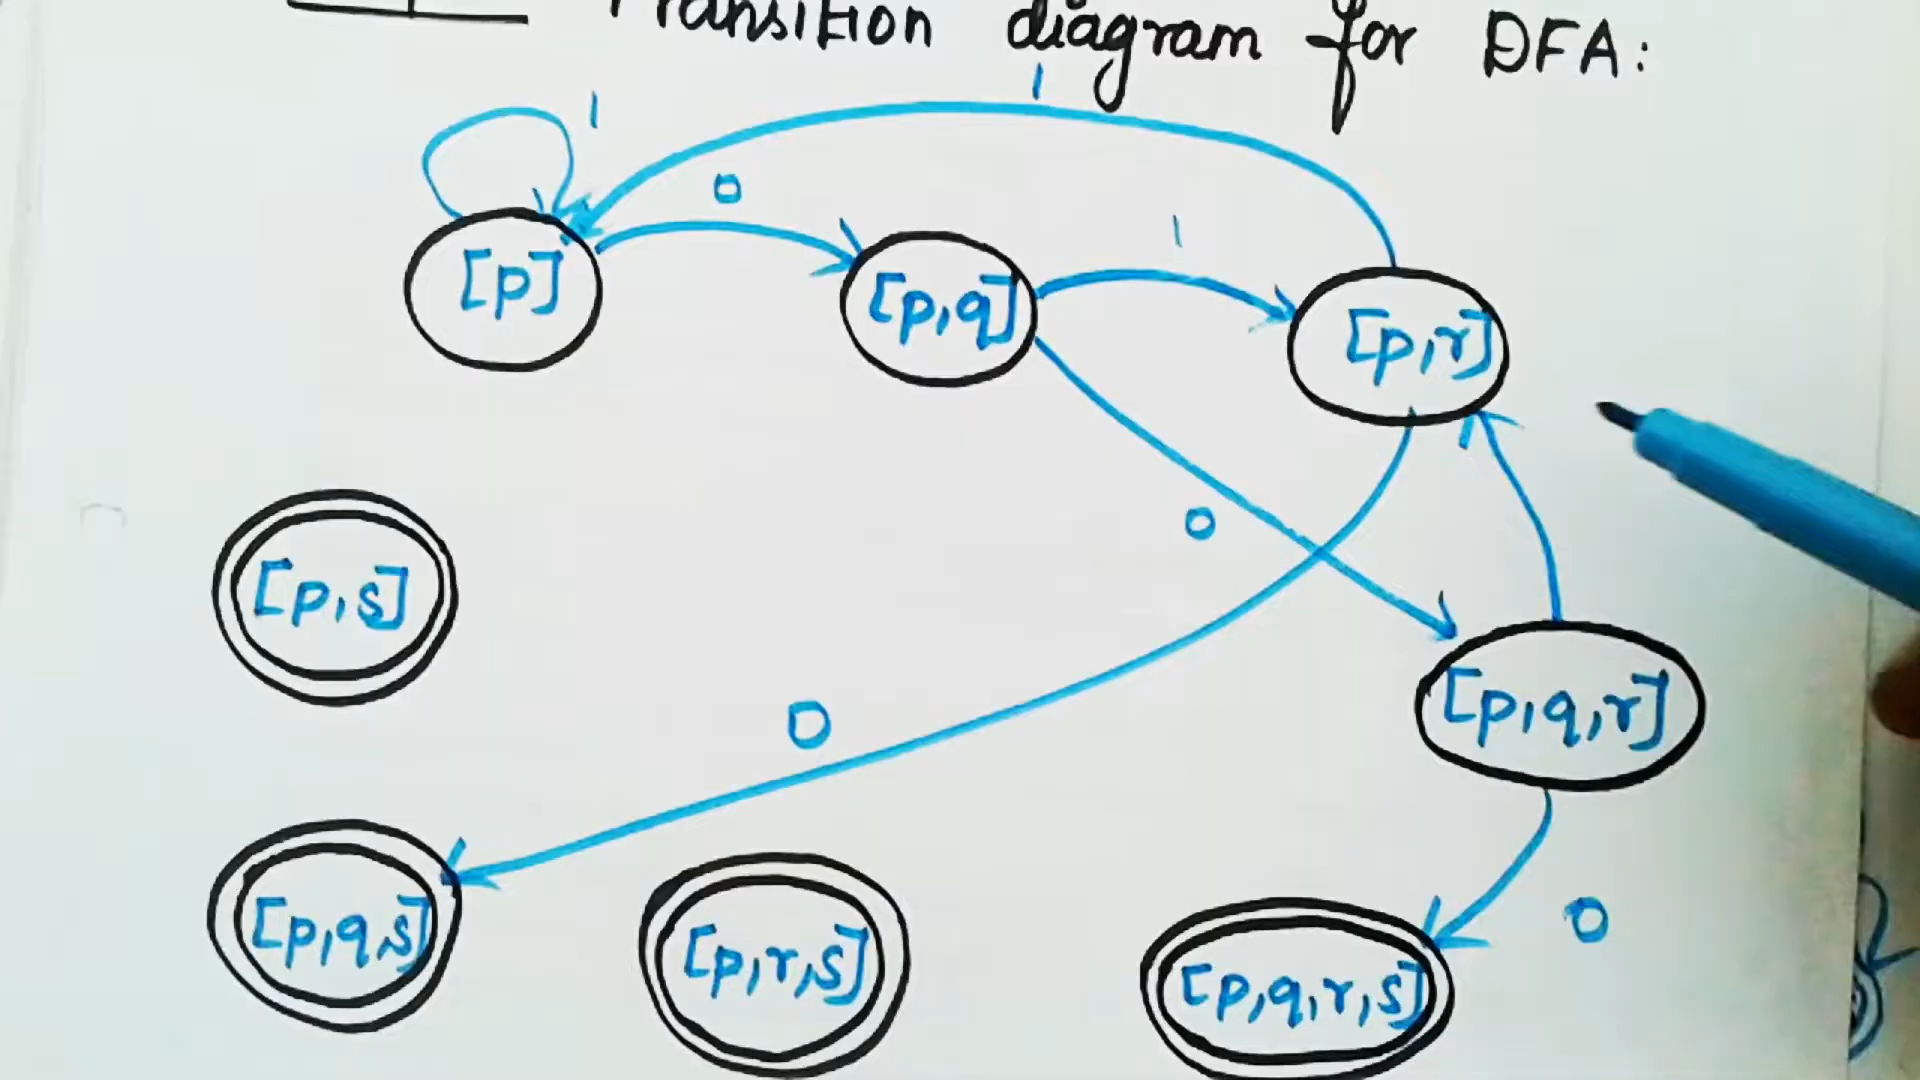 Transition diagram for DFA:
1
1
0
[p]
[p,q]
1
[p,r]
0
[p,s]
0
[p,q,r]
[p,q,s]
[p,r,s]
[p,q,r,s]
0